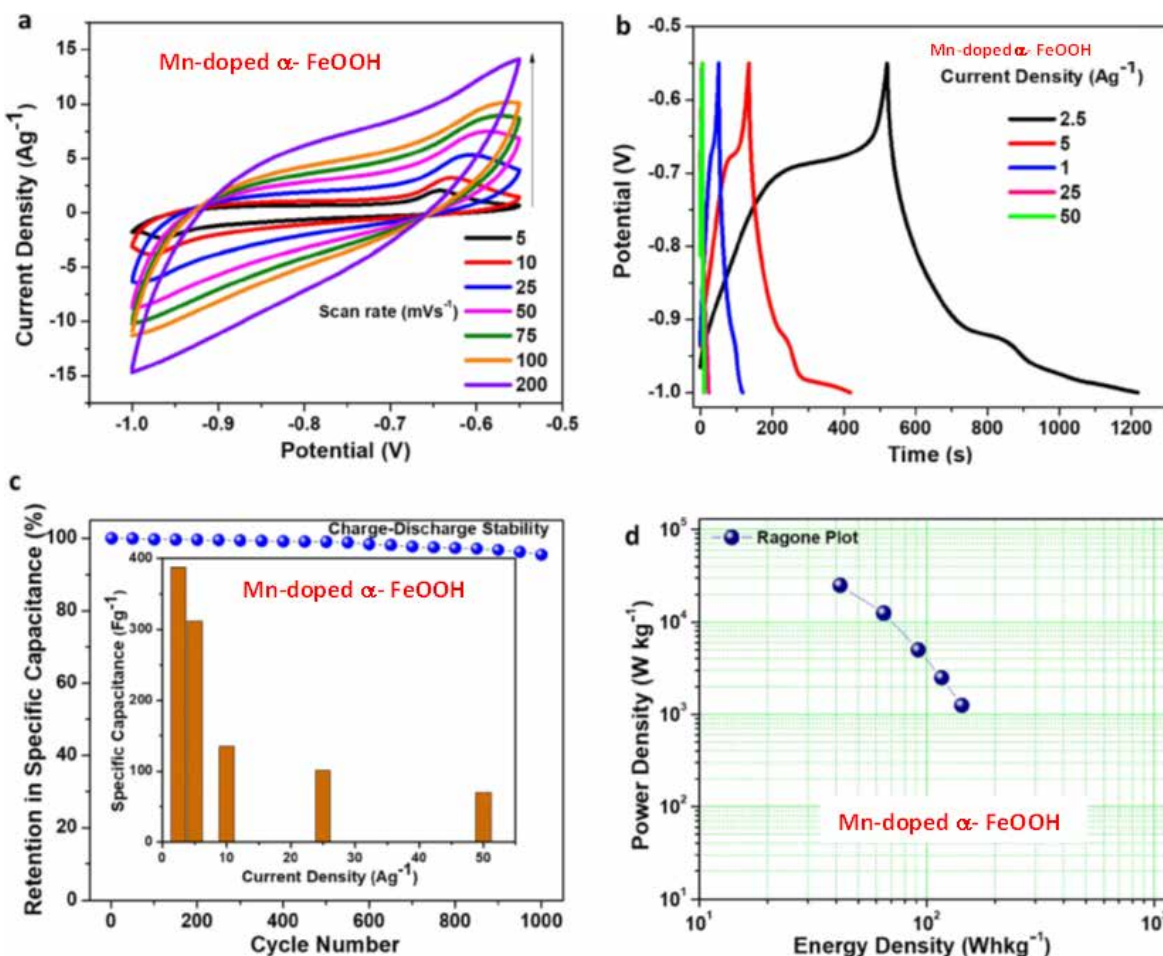 a
Mn-doped α- FeOOH
15
10
5
0
-5
-10
-15
Current Density (Ag⁻¹)
-1.0 -0.9 -0.8 -0.7 -0.6 -0.5
Potential (V)
Scan rate (mVs⁻¹)
5
10
25
50
75
100
200
b
Mn-doped α- FeOOH
Current Density (Ag⁻¹)
2.5
5
1
25
50
-0.5
-0.6
-0.7
-0.8
-0.9
-1.0
Potential (V)
0 200 400 600 800 1000 1200
Time (s)
c
Charge-Discharge Stability
100
80
60
40
20
0
Retention in Specific Capacitance (%)
0 200 400 600 800 1000
Cycle Number
Mn-doped α- FeOOH
400
300
200
100
0
Specific Capacitance (Fg⁻¹)
0 10 20 30 40 50
Current Density (Ag⁻¹)
d
Ragone Plot
10⁵
10⁴
10³
10²
10¹
Power Density (W kg⁻¹)
Mn-doped α- FeOOH
10¹ 10² 10
Energy Density (Whkg⁻¹)